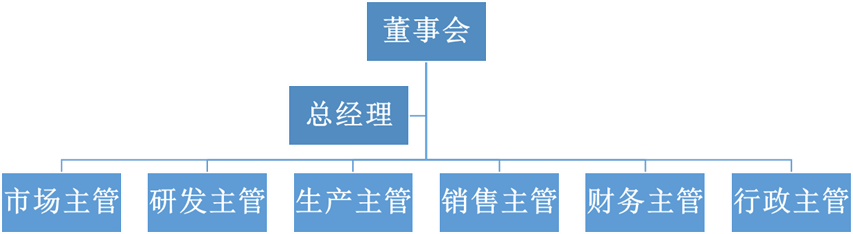 董事会
总经理
市场主管
研发主管
生产主管
销售主管
财务主管
行政主管